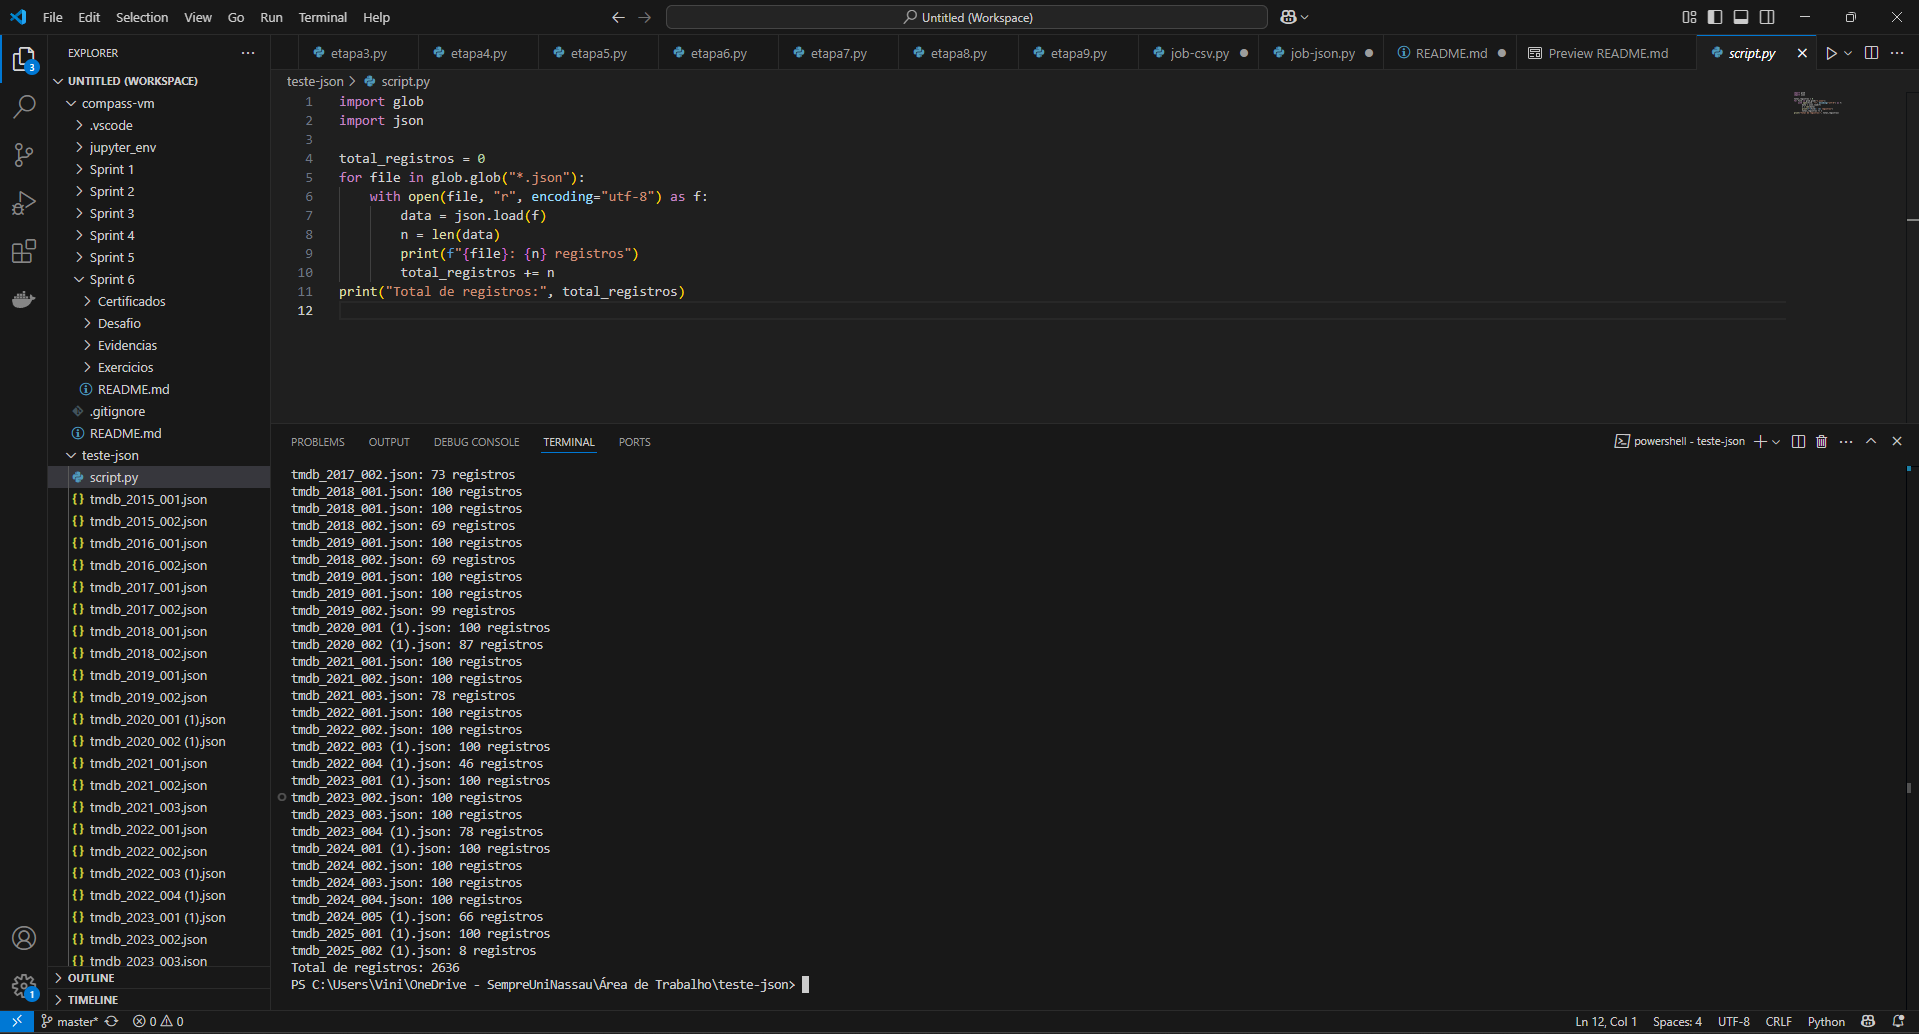 File Edit Selection View Go Run Terminal Help
Untitled (Workspace)
EXPLORER
UNTITLED (WORKSPACE)
compass-vm
.vscode
jupyter_env
Sprint 1
Sprint 2
Sprint 3
Sprint 4
Sprint 5
Sprint 6
Certificados
Desafio
Evidencias
Exercicios
README.md
.gitignore
README.md
teste-json
script.py
tmdb_2015_001.json
tmdb_2015_002.json
tmdb_2016_001.json
tmdb_2016_002.json
tmdb_2017_001.json
tmdb_2017_002.json
tmdb_2018_001.json
tmdb_2018_002.json
tmdb_2019_001.json
tmdb_2019_002.json
tmdb_2020_001 (1).json
tmdb_2020_002 (1).json
tmdb_2021_001.json
tmdb_2021_002.json
tmdb_2021_003.json
tmdb_2022_001.json
tmdb_2022_002.json
tmdb_2022_003 (1).json
tmdb_2022_004 (1).json
tmdb_2023_001 (1).json
tmdb_2023_002.json
tmdb_2023_003.json
OUTLINE
TIMELINE
3
1
etapa3.py etapa4.py etapa5.py etapa6.py etapa7.py etapa8.py etapa9.py job-csv.py job-json.py README.md Preview README.md script.py
teste-json > script.py
1 import glob
2 import json
3
4 total_registros = 0
5 for file in glob.glob("*.json"):
6 with open(file, "r", encoding="utf-8") as f:
7 data = json.load(f)
8 n = len(data)
9 print(f"{file}: {n} registros")
10 total_registros += n
11 print("Total de registros:", total_registros)
12
PROBLEMS OUTPUT DEBUG CONSOLE TERMINAL PORTS
powershell - teste-json
tmdb_2017_002.json: 73 registros
tmdb_2018_001.json: 100 registros
tmdb_2018_001.json: 100 registros
tmdb_2018_002.json: 69 registros
tmdb_2019_001.json: 100 registros
tmdb_2018_002.json: 69 registros
tmdb_2019_001.json: 100 registros
tmdb_2019_001.json: 100 registros
tmdb_2019_002.json: 99 registros
tmdb_2020_001 (1).json: 100 registros
tmdb_2020_002 (1).json: 87 registros
tmdb_2021_001.json: 100 registros
tmdb_2021_002.json: 100 registros
tmdb_2021_003.json: 78 registros
tmdb_2022_001.json: 100 registros
tmdb_2022_002.json: 100 registros
tmdb_2022_003 (1).json: 100 registros
tmdb_2022_004 (1).json: 46 registros
tmdb_2023_001 (1).json: 100 registros
tmdb_2023_002.json: 100 registros
tmdb_2023_003.json: 100 registros
tmdb_2023_004 (1).json: 78 registros
tmdb_2024_001 (1).json: 100 registros
tmdb_2024_002.json: 100 registros
tmdb_2024_003.json: 100 registros
tmdb_2024_004.json: 100 registros
tmdb_2024_005 (1).json: 66 registros
tmdb_2025_001 (1).json: 100 registros
tmdb_2025_002 (1).json: 8 registros
Total de registros: 2636
PS C:\Users\Vini\OneDrive - SempreUniNassau\Área de Trabalho\teste-json>
master* 0 0
Ln 12, Col 1 Spaces: 4 UTF-8 CRLF Python